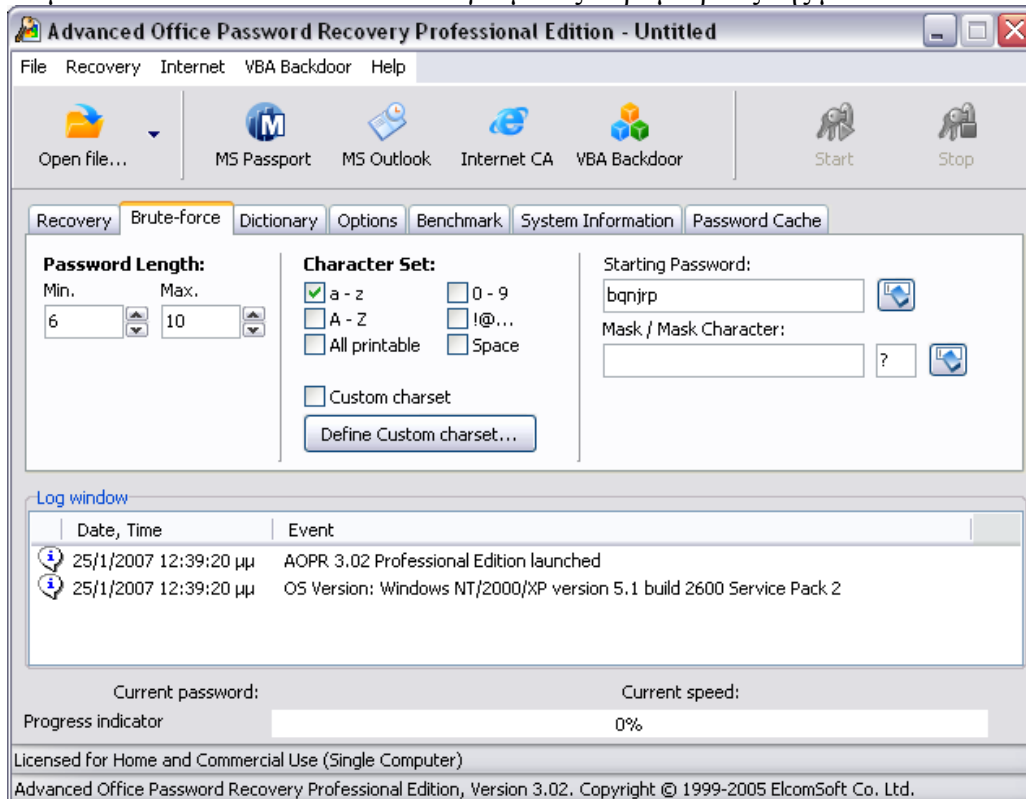 Advanced Office Password Recovery Professional Edition - Untitled
File Recovery Internet VBA Backdoor Help
Open file... MS Passport MS Outlook Internet CA VBA Backdoor Start Stop
Recovery Brute-force Dictionary Options Benchmark System Information Password Cache
Password Length: Character Set: Starting Password:
Min. Max. a - z 0 - 9 bqnjrp
6 10 A - Z !@... Mask / Mask Character:
All printable Space ?
Custom charset
Define Custom charset...
Log window
Date, Time Event
25/1/2007 12:39:20 μμ AOPR 3.02 Professional Edition launched
25/1/2007 12:39:20 μμ OS Version: Windows NT/2000/XP version 5.1 build 2600 Service Pack 2
Current password: Current speed:
Progress indicator 0%
Licensed for Home and Commercial Use (Single Computer)
Advanced Office Password Recovery Professional Edition, Version 3.02. Copyright © 1999-2005 ElcomSoft Co. Ltd.